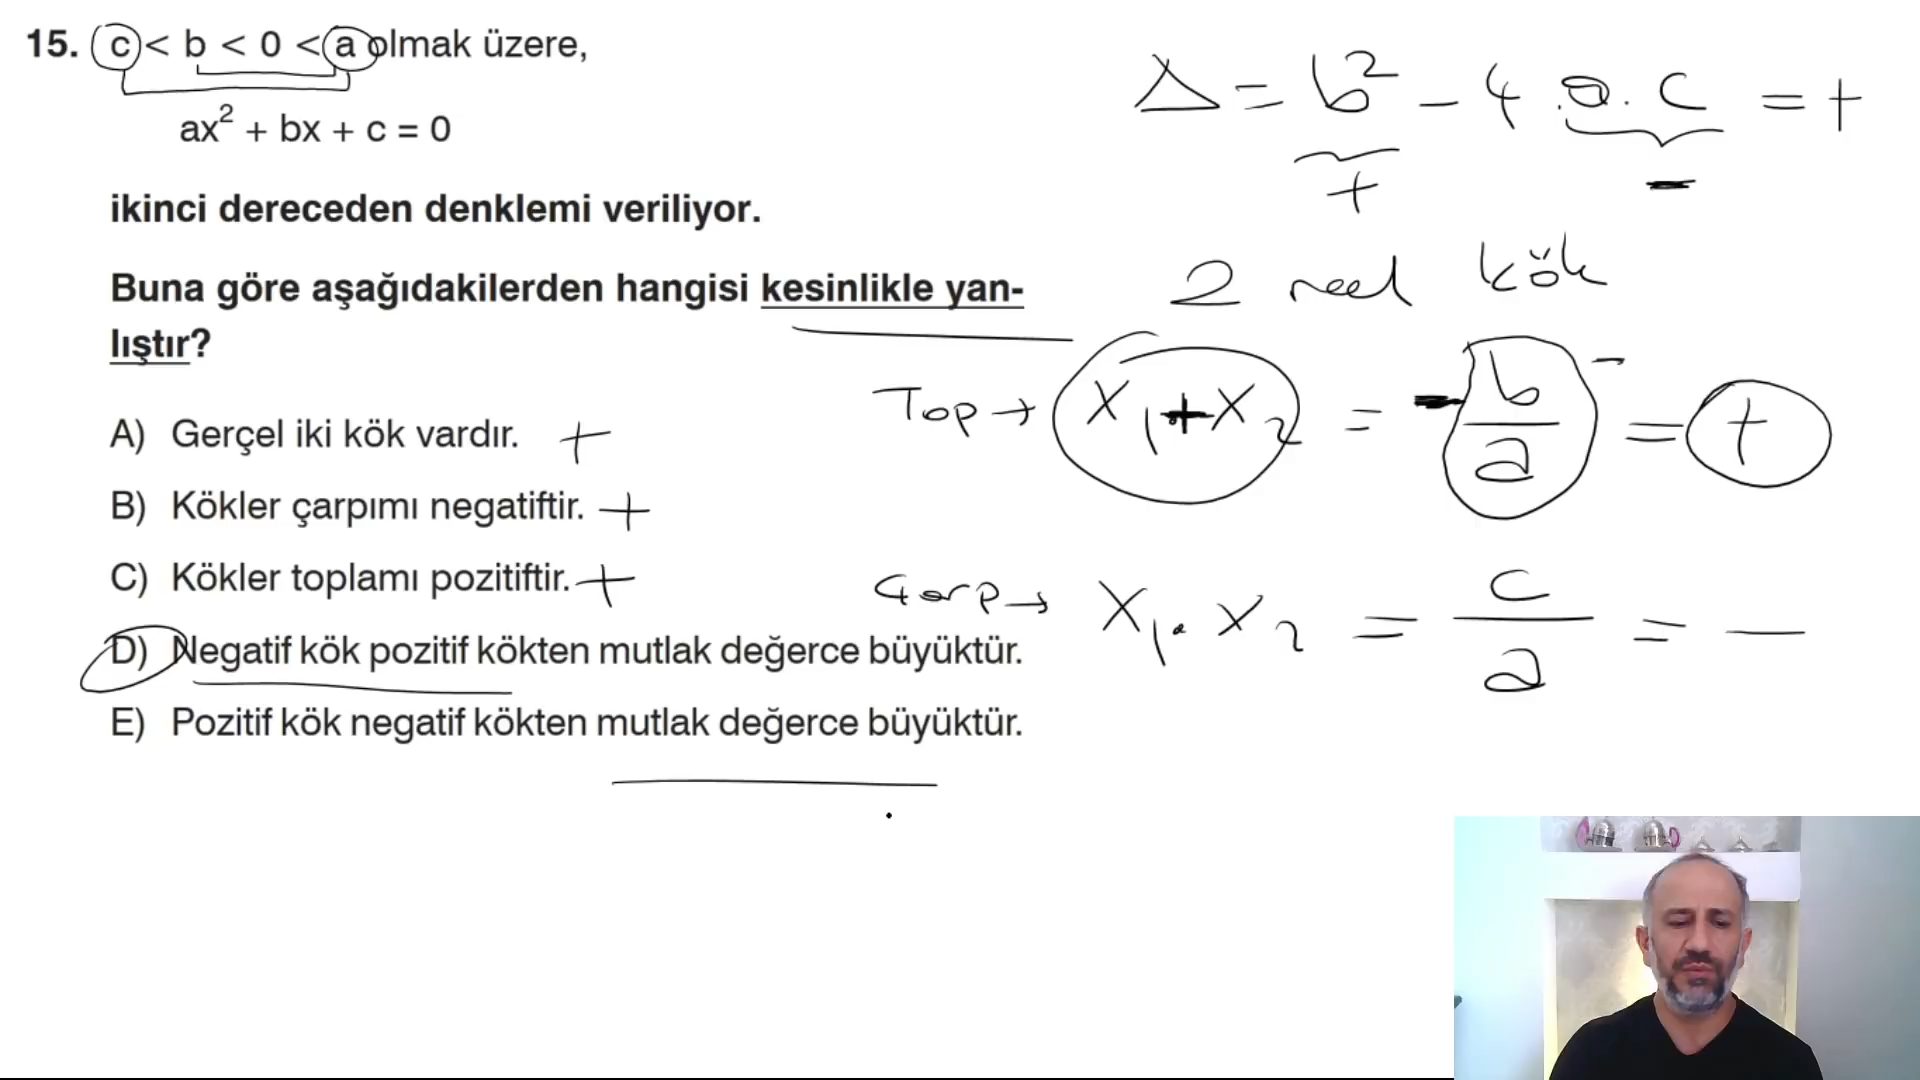 15. c < b < 0 < a olmak üzere,
ax² + bx + c = 0
ikinci dereceden denklemi veriliyor.
Buna göre aşağıdakilerden hangisi kesinlikle yan-
lıştır?
A) Gerçel iki kök vardır. +
B) Kökler çarpımı negatiftir. +
C) Kökler toplamı pozitiftir. +
D) Negatif kök pozitif kökten mutlak değerce büyüktür.
E) Pozitif kök negatif kökten mutlak değerce büyüktür.
Δ = b² - 4.a.c = +
+ -
2 reel kök
Top → x₁+x₂ = - b/a - = +
Çarp → x₁.x₂ = c/a = -